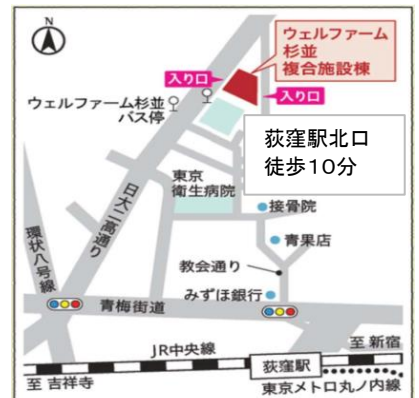 N
ウェルファーム
杉並
複合施設棟
入り口
入り口
ウェルファーム杉並
バス停
荻窪駅北口
徒歩10分
東京
衛生病院
日大二高通り
接骨院
青果店
環状八号線
教会通り
みずほ銀行
青梅街道
JR中央線
至 新宿
荻窪駅
至 吉祥寺
東京メトロ丸ノ内線